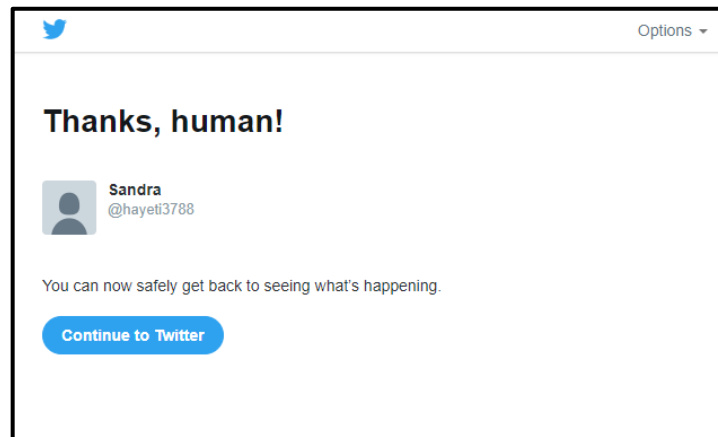 Options
Thanks, human!
Sandra
@hayeti3788
You can now safely get back to seeing what's happening.
Continue to Twitter